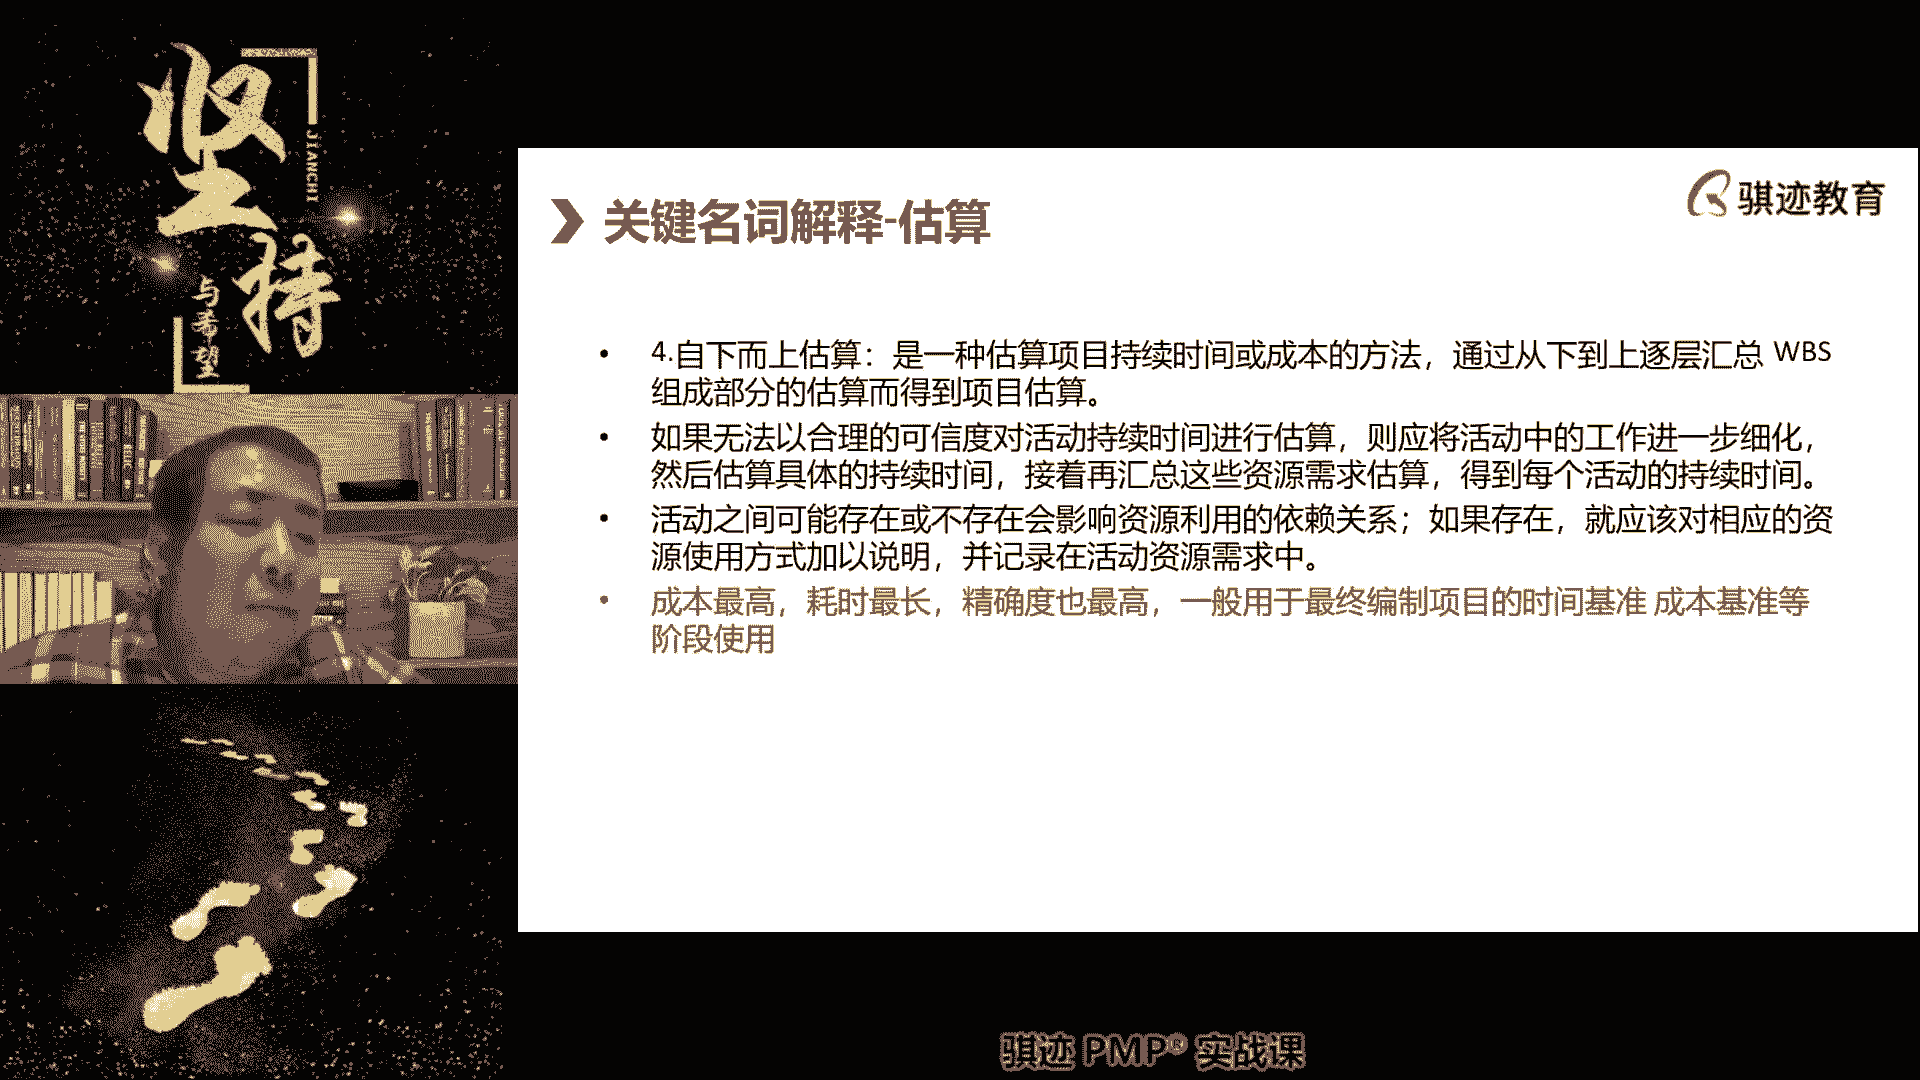 坚持
JIANCHI
与希望
骐迹教育
关键名词解释-估算
• 4.自下而上估算：是一种估算项目持续时间或成本的方法，通过从下到上逐层汇总 WBS
组成部分的估算而得到项目估算。
• 如果无法以合理的可信度对活动持续时间进行估算，则应将活动中的工作进一步细化，
然后估算具体的持续时间，接着再汇总这些资源需求估算，得到每个活动的持续时间。
• 活动之间可能存在或不存在会影响资源利用的依赖关系；如果存在，就应该对相应的资
源使用方式加以说明，并记录在活动资源需求中。
• 成本最高，耗时最长，精确度也最高，一般用于最终编制项目的时间基准 成本基准等
阶段使用
骐迹 PMP® 实战课